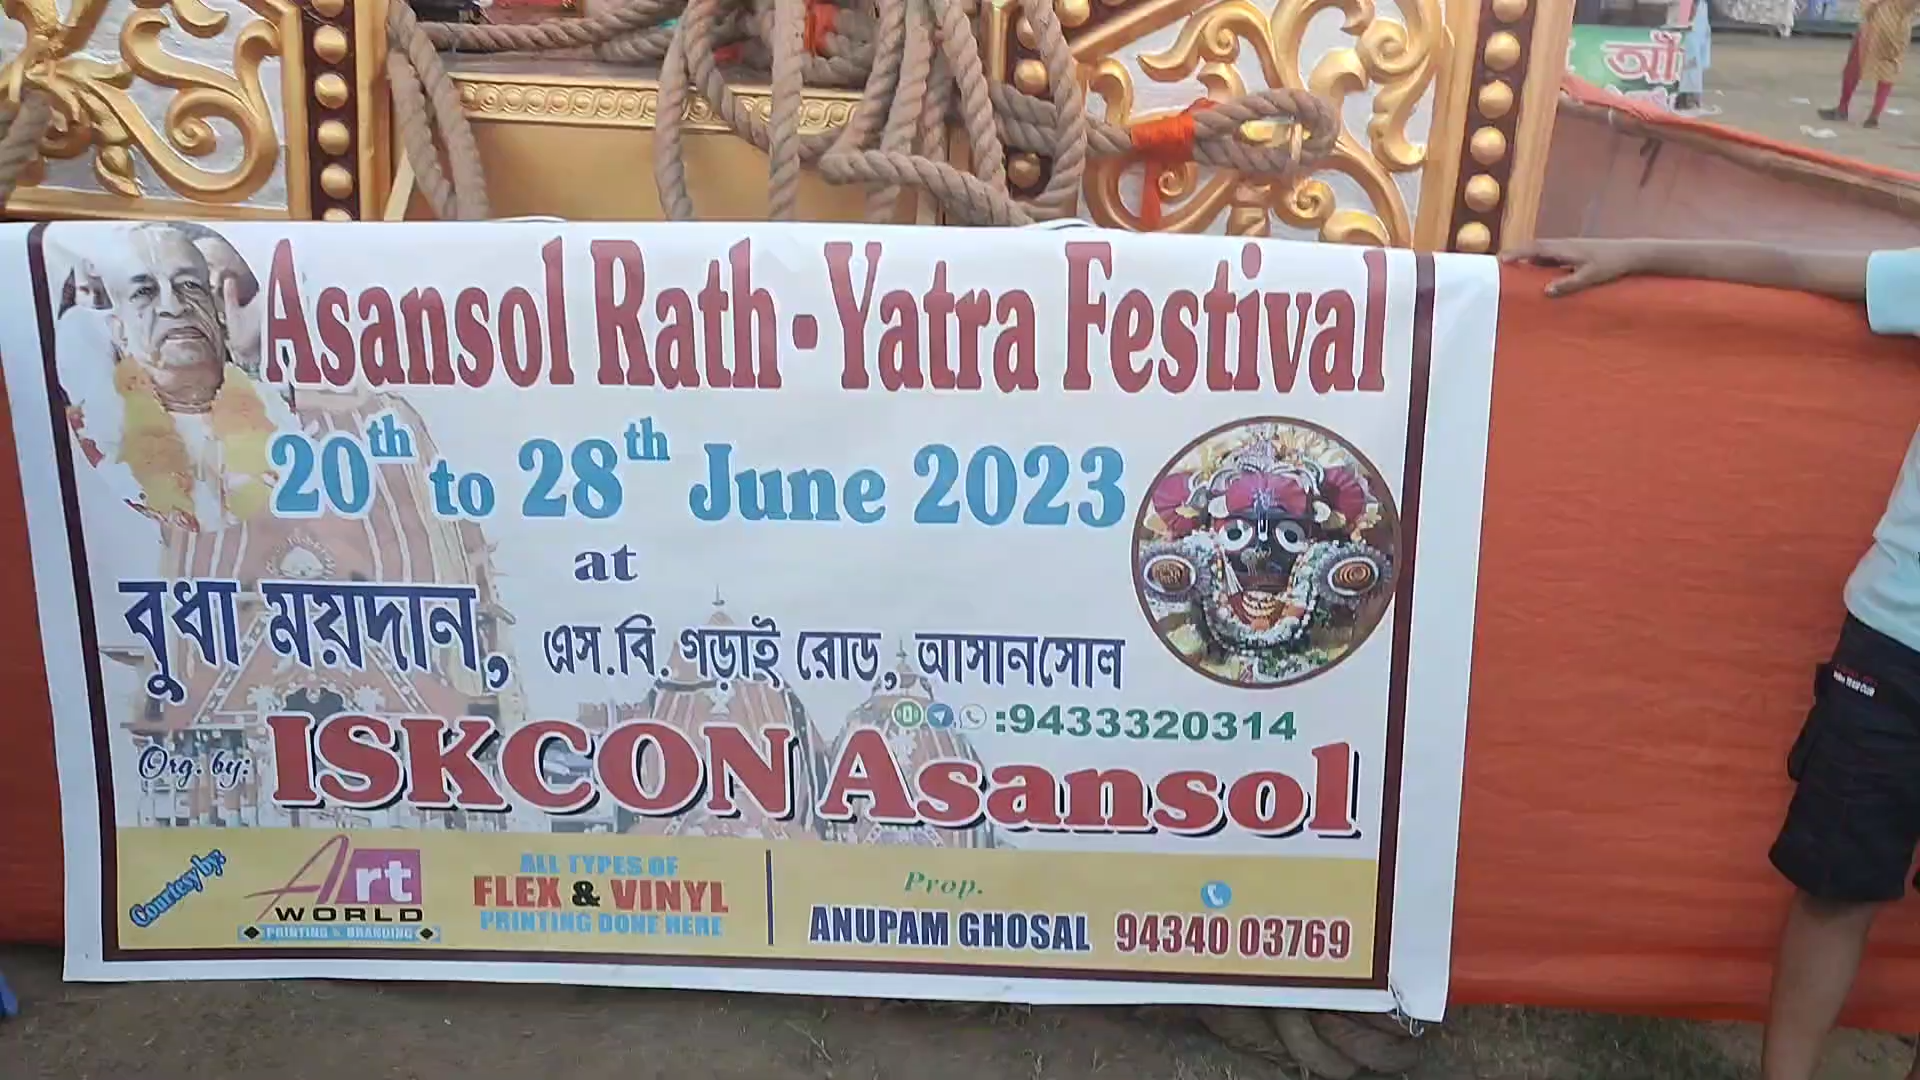 Asansol Rath-Yatra Festival
20th to 28th June 2023
at
বুধা ময়দান, এস.বি. গড়াই রোড, আসানসোল
:9433320314
Org. by: ISKCON Asansol
Courtesy by:
Art
WORLD
PRINTING & BRANDING
ALL TYPES OF
FLEX & VINYL
PRINTING DONE HERE
Prop.
ANUPAM GHOSAL 94340 03769